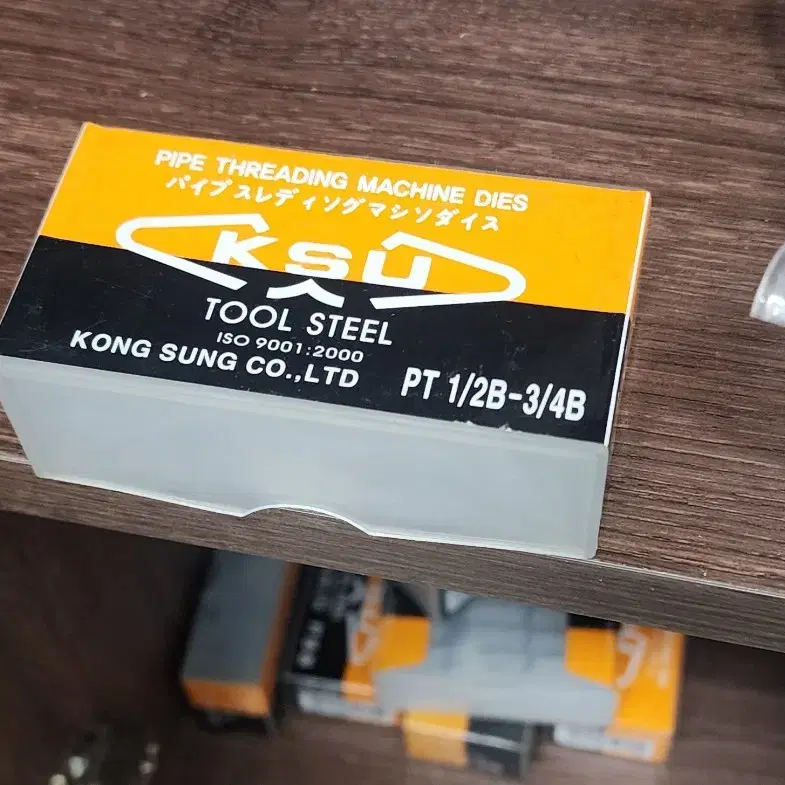 PIPE THREADING MACHINE DIES
パイプスレディソグマシソダイス
KSU
TOOL STEEL
ISO 9001:2000
KONG SUNG CO.,LTD
PT 1/2B-3/4B